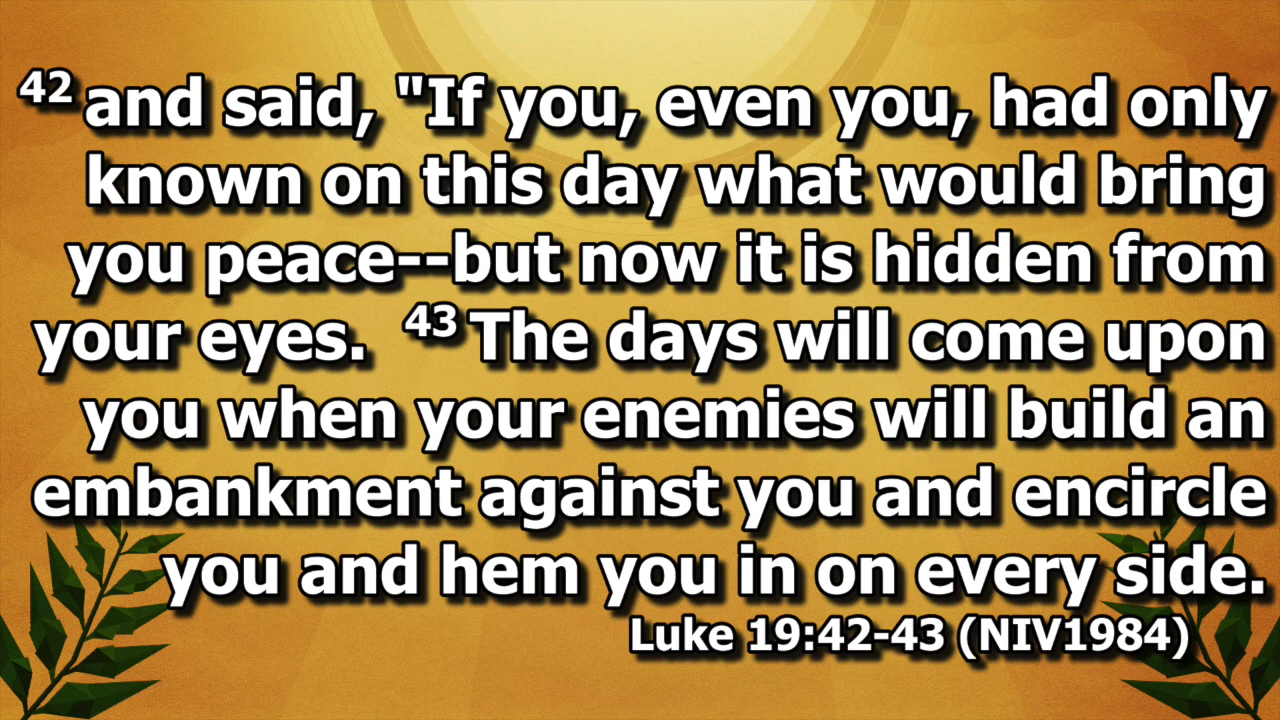 42 and said, "If you, even you, had only
known on this day what would bring
you peace--but now it is hidden from
your eyes. 43 The days will come upon
you when your enemies will build an
embankment against you and encircle
you and hem you in on every side.
Luke 19:42-43 (NIV1984)